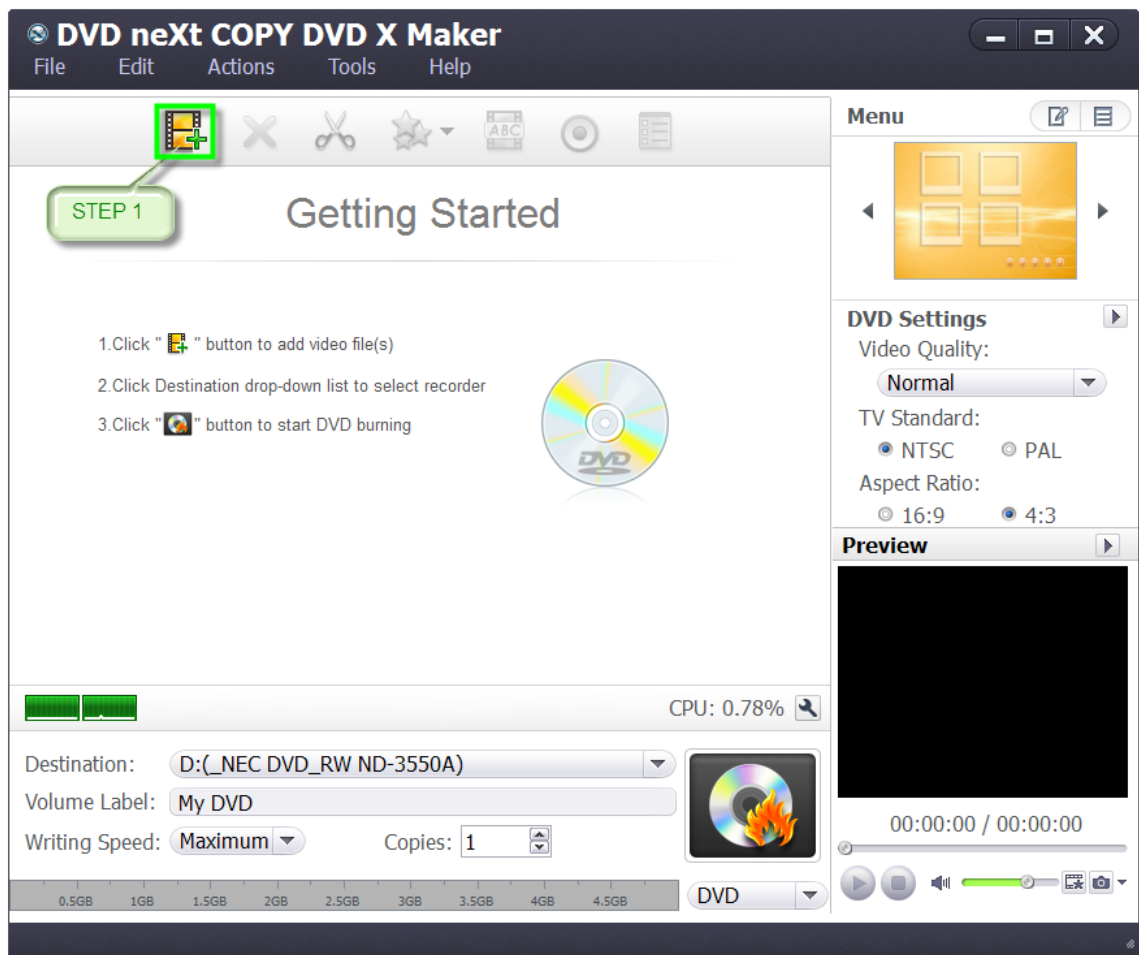 DVD neXt COPY DVD X Maker
File Edit Actions Tools Help
ABC
STEP 1
Getting Started
1.Click " " button to add video file(s)
2.Click Destination drop-down list to select recorder
3.Click " " button to start DVD burning
DVD
Menu
DVD Settings
Video Quality:
Normal
TV Standard:
NTSC PAL
Aspect Ratio:
16:9 4:3
Preview
CPU: 0.78%
Destination: D:(_NEC DVD_RW ND-3550A)
Volume Label: My DVD
Writing Speed: Maximum Copies: 1
0.5GB 1GB 1.5GB 2GB 2.5GB 3GB 3.5GB 4GB 4.5GB DVD
00:00:00 / 00:00:00